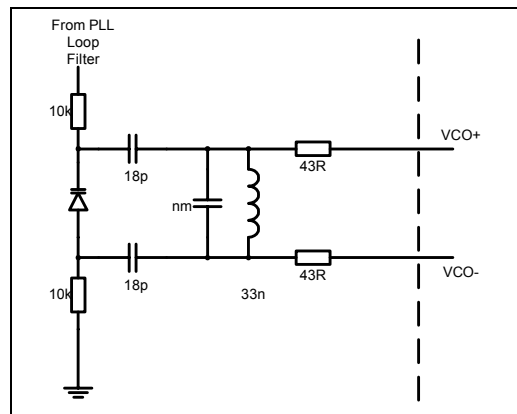 From PLL
Loop
Filter
10k
VCO+
18p
43R
nm
VCO-
10k
18p
43R
33n